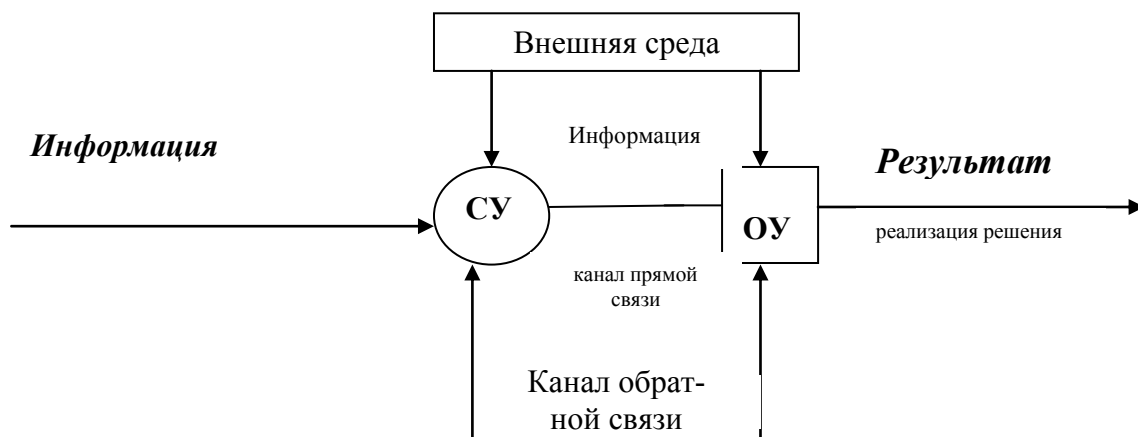 Внешняя среда
Информация
Информация
Результат
СУ
ОУ
реализация решения
канал прямой
связи
Канал обрат-
ной связи